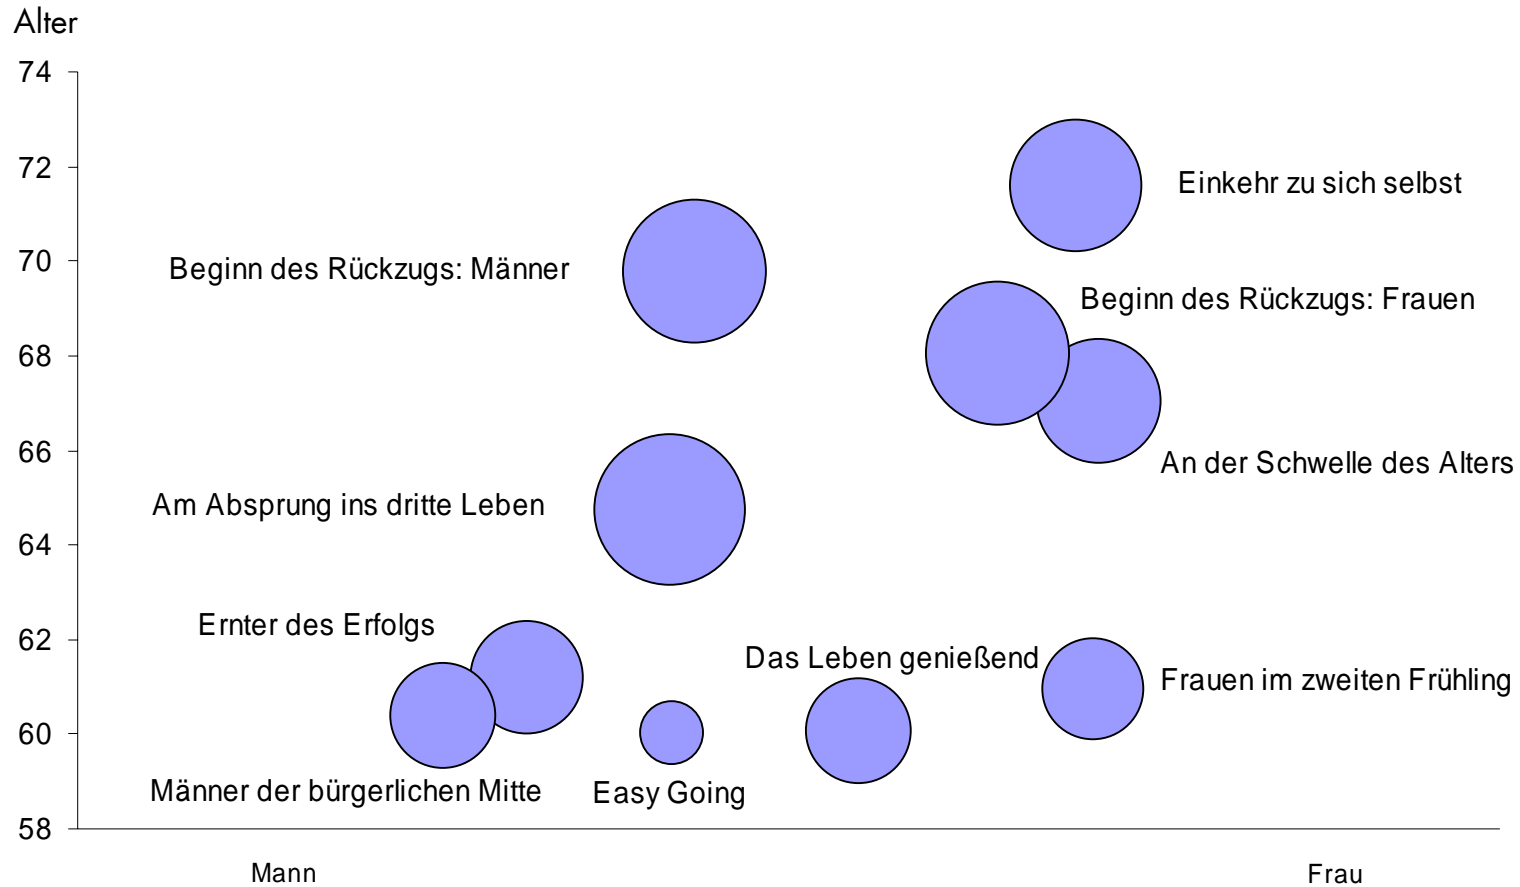 Alter
74
72
Einkehr zu sich selbst
70
Beginn des Rückzugs: Männer
Beginn des Rückzugs: Frauen
68
66
An der Schwelle des Alters
Am Absprung ins dritte Leben
64
Ernter des Erfolgs
62
Das Leben genießend
Frauen im zweiten Frühling
60
Männer der bürgerlichen Mitte
Easy Going
58
Mann
Frau